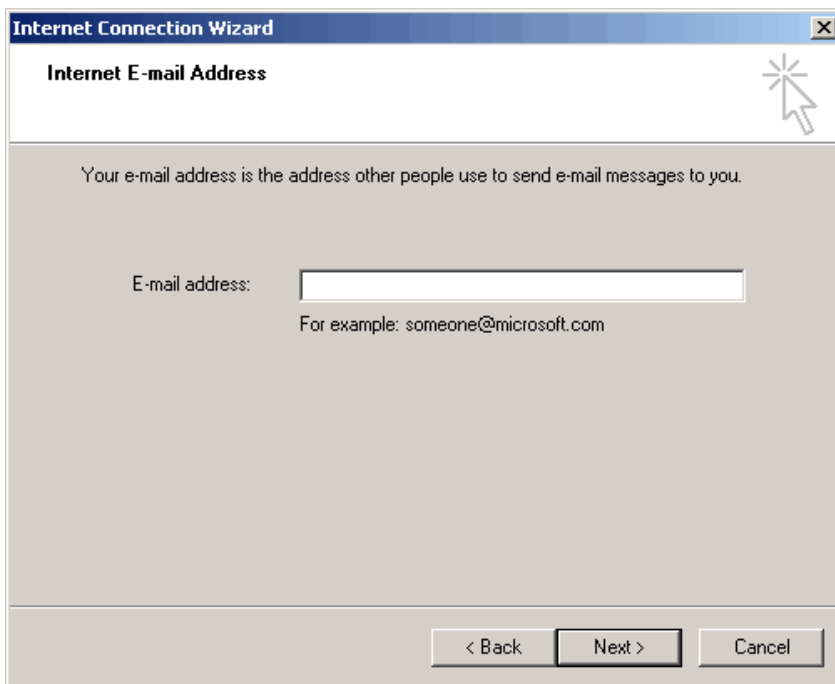 Internet Connection Wizard
Internet E-mail Address
Your e-mail address is the address other people use to send e-mail messages to you.
E-mail address:
For example: someone@microsoft.com
< Back Next > Cancel